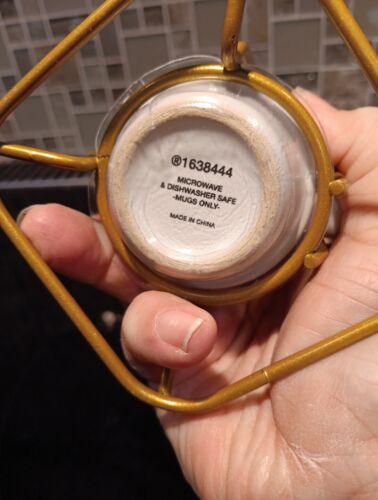 ®1638444
MICROWAVE
& DISHWASHER SAFE
-MUGS ONLY-
MADE IN CHINA